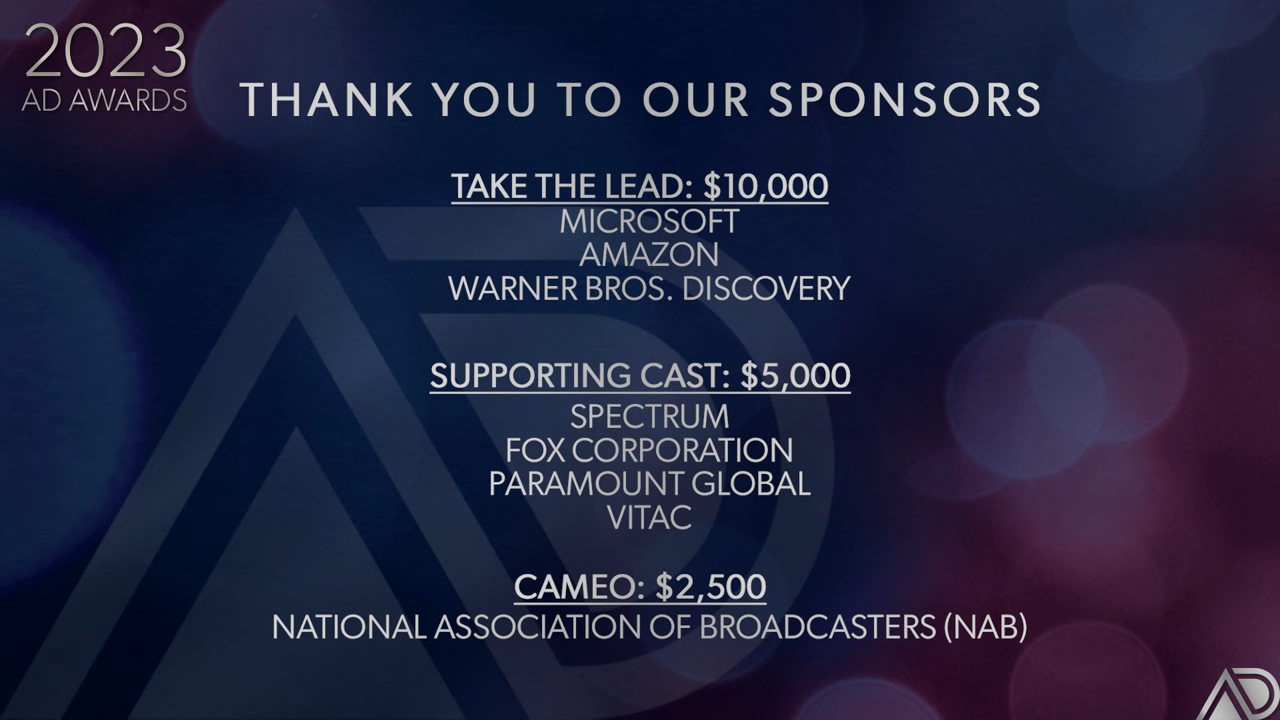 2023
AD AWARDS
THANK YOU TO OUR SPONSORS
TAKE THE LEAD: $10,000
MICROSOFT
AMAZON
WARNER BROS. DISCOVERY
SUPPORTING CAST: $5,000
SPECTRUM
FOX CORPORATION
PARAMOUNT GLOBAL
VITAC
CAMEO: $2,500
NATIONAL ASSOCIATION OF BROADCASTERS (NAB)
AD